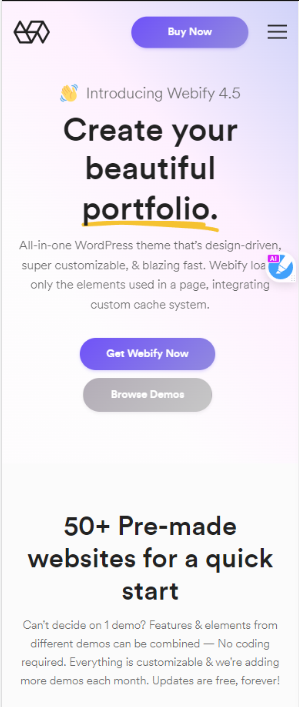 Buy Now
Introducing Webify 4.5
Create your
beautiful
portfolio.
All-in-one WordPress theme that's design-driven,
super customizable, & blazing fast. Webify loa
AI
only the elements used in a page, integrating
custom cache system.
Get Webify Now
Browse Demos
50+ Pre-made
websites for a quick
start
Can't decide on 1 demo? Features & elements from
different demos can be combined — No coding
required. Everything is customizable & we're adding
more demos each month. Updates are free, forever!